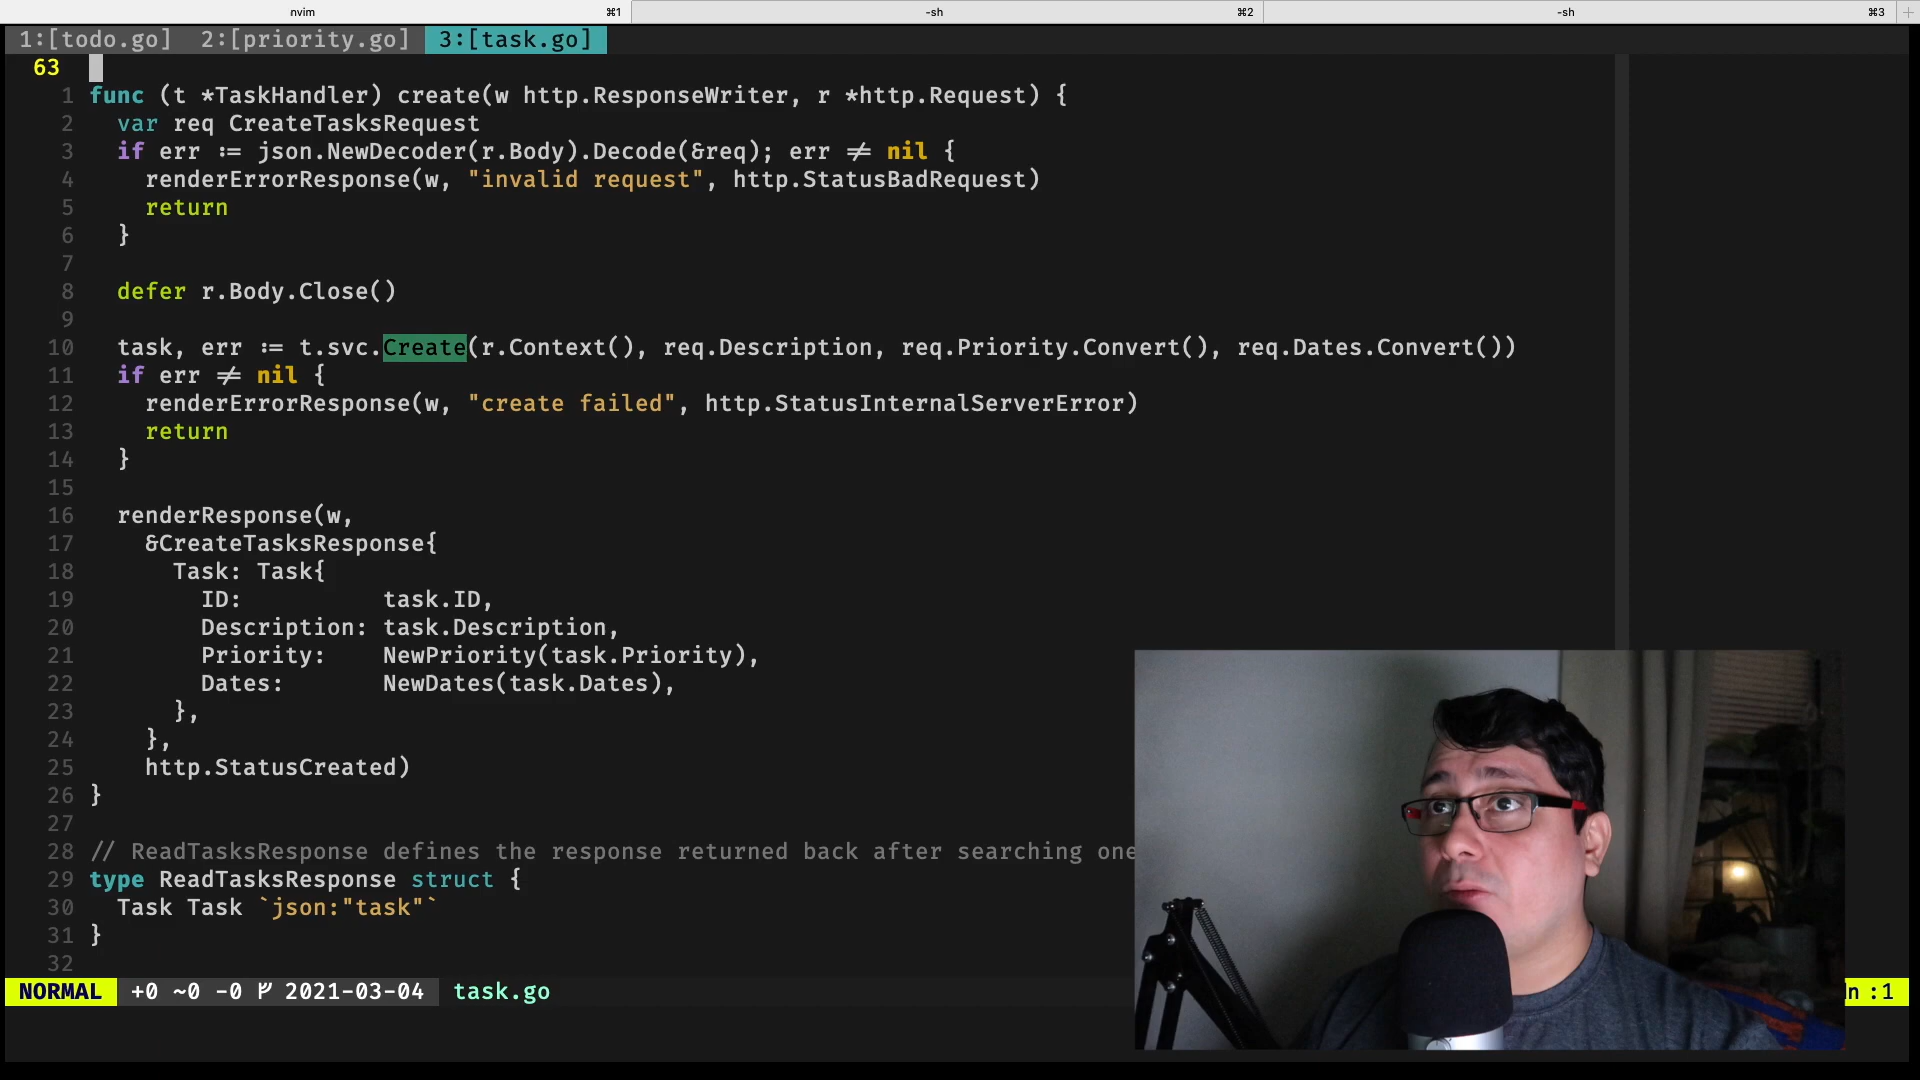 nvim ⌘1 -sh ⌘2 -sh ⌘3 +
1:[todo.go] 2:[priority.go] 3:[task.go]
63
1 func (t *TaskHandler) create(w http.ResponseWriter, r *http.Request) {
2 var req CreateTasksRequest
3 if err := json.NewDecoder(r.Body).Decode(&req); err != nil {
4 renderErrorResponse(w, "invalid request", http.StatusBadRequest)
5 return
6 }
7
8 defer r.Body.Close()
9
10 task, err := t.svc.Create(r.Context(), req.Description, req.Priority.Convert(), req.Dates.Convert())
11 if err != nil {
12 renderErrorResponse(w, "create failed", http.StatusInternalServerError)
13 return
14 }
15
16 renderResponse(w,
17 &CreateTasksResponse{
18 Task: Task{
19 ID: task.ID,
20 Description: task.Description,
21 Priority: NewPriority(task.Priority),
22 Dates: NewDates(task.Dates),
23 },
24 },
25 http.StatusCreated)
26 }
27
28 // ReadTasksResponse defines the response returned back after searching one
29 type ReadTasksResponse struct {
30 Task Task `json:"task"`
31 }
32
NORMAL +0 ~0 -0 2021-03-04 task.go :1